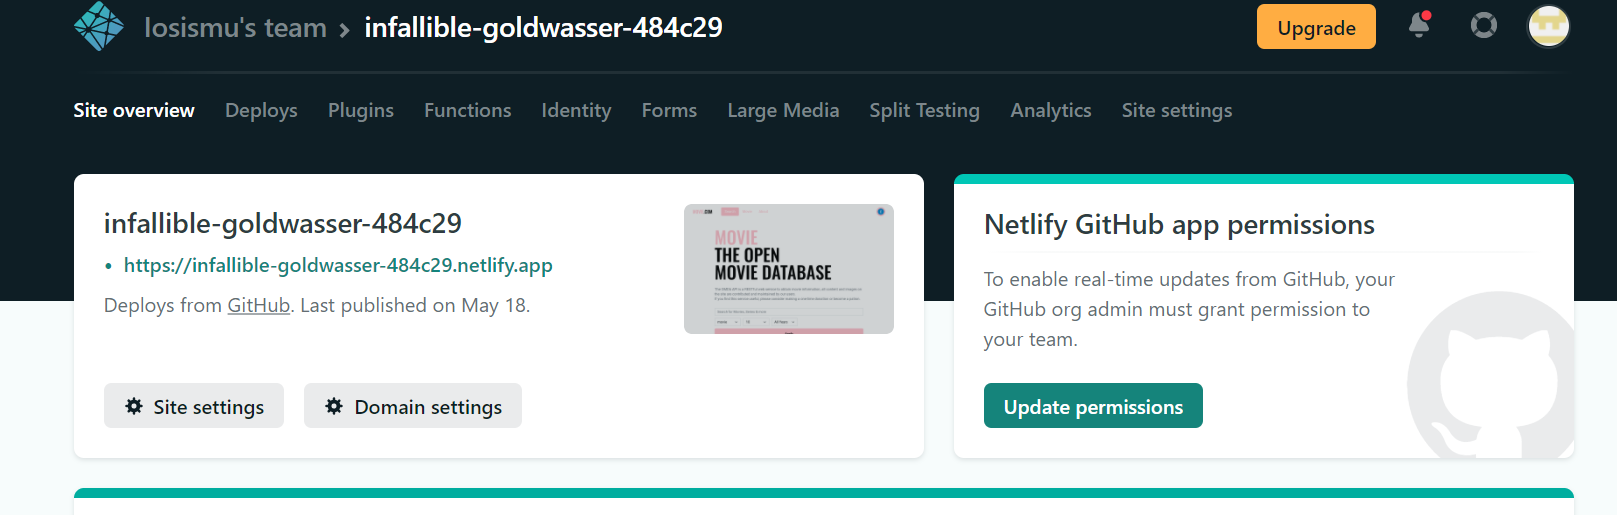 Iosismu's team > infallible-goldwasser-484c29
Upgrade
Site overview Deploys Plugins Functions Identity Forms Large Media Split Testing Analytics Site settings
infallible-goldwasser-484c29
• https://infallible-goldwasser-484c29.netlify.app
Deploys from GitHub. Last published on May 18.
MOVIE
THE OPEN
MOVIE DATABASE
Site settings
Domain settings
Netlify GitHub app permissions
To enable real-time updates from GitHub, your
GitHub org admin must grant permission to
your team.
Update permissions